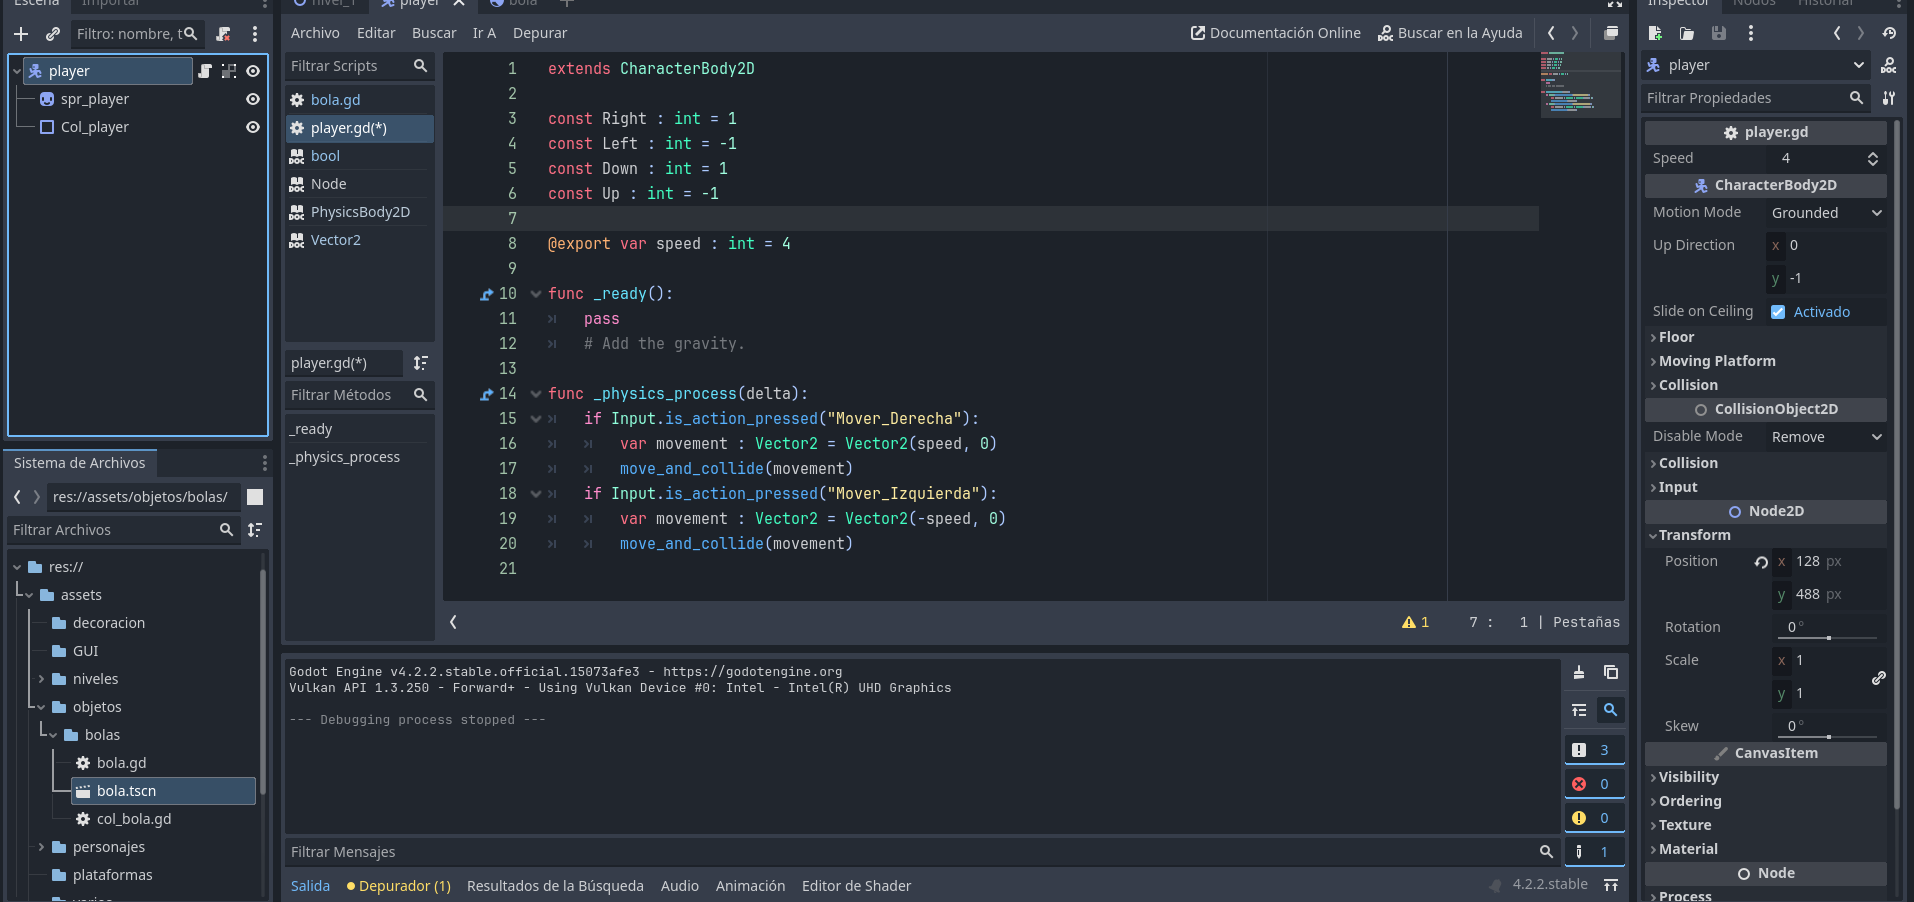 Escena Importar
Filtro: nombre, t
player
spr_player
Col_player
Sistema de Archivos
res://assets/objetos/bolas/
Filtrar Archivos
res://
assets
decoracion
GUI
niveles
objetos
bolas
bola.gd
bola.tscn
col_bola.gd
personajes
plataformas
varios
nivel_1 player bola
Archivo Editar Buscar Ir A Depurar
Documentación Online Buscar en la Ayuda
Filtrar Scripts
bola.gd
player.gd(*)
bool
Node
PhysicsBody2D
Vector2
player.gd(*)
Filtrar Métodos
_ready
_physics_process
1 extends CharacterBody2D
2
3 const Right : int = 1
4 const Left : int = -1
5 const Down : int = 1
6 const Up : int = -1
7
8 @export var speed : int = 4
9
10 func _ready():
11 pass
12 # Add the gravity.
13
14 func _physics_process(delta):
15 if Input.is_action_pressed("Mover_Derecha"):
16 var movement : Vector2 = Vector2(speed, 0)
17 move_and_collide(movement)
18 if Input.is_action_pressed("Mover_Izquierda"):
19 var movement : Vector2 = Vector2(-speed, 0)
20 move_and_collide(movement)
21
1 7 : 1 | Pestañas
Godot Engine v4.2.2.stable.official.15073afe3 - https://godotengine.org
Vulkan API 1.3.250 - Forward+ - Using Vulkan Device #0: Intel - Intel(R) UHD Graphics
--- Debugging process stopped ---
3
0
0
1
Filtrar Mensajes
Salida Depurador (1) Resultados de la Búsqueda Audio Animación Editor de Shader
4.2.2.stable
Inspector Nodos Historial
player
Filtrar Propiedades
player.gd
Speed 4
CharacterBody2D
Motion Mode Grounded
Up Direction x 0
y -1
Slide on Ceiling Activado
Floor
Moving Platform
Collision
CollisionObject2D
Disable Mode Remove
Collision
Input
Node2D
Transform
Position x 128 px
y 488 px
Rotation 0 °
Scale x 1
y 1
Skew 0 °
CanvasItem
Visibility
Ordering
Texture
Material
Node
Process